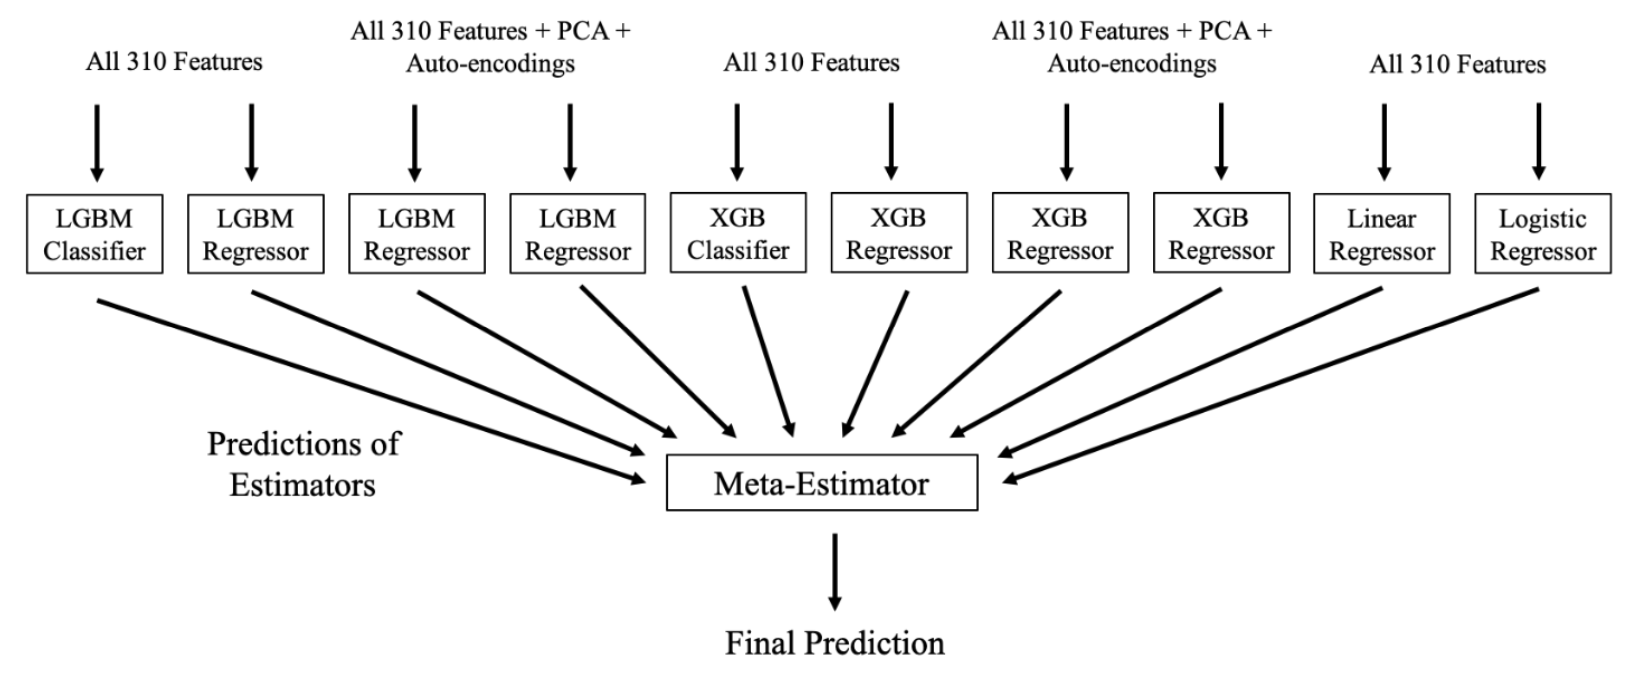 All 310 Features
All 310 Features + PCA +
Auto-encodings
All 310 Features
All 310 Features + PCA +
Auto-encodings
All 310 Features
LGBM
Classifier
LGBM
Regressor
LGBM
Regressor
LGBM
Regressor
XGB
Classifier
XGB
Regressor
XGB
Regressor
XGB
Regressor
Linear
Regressor
Logistic
Regressor
Predictions of
Estimators
Meta-Estimator
Final Prediction